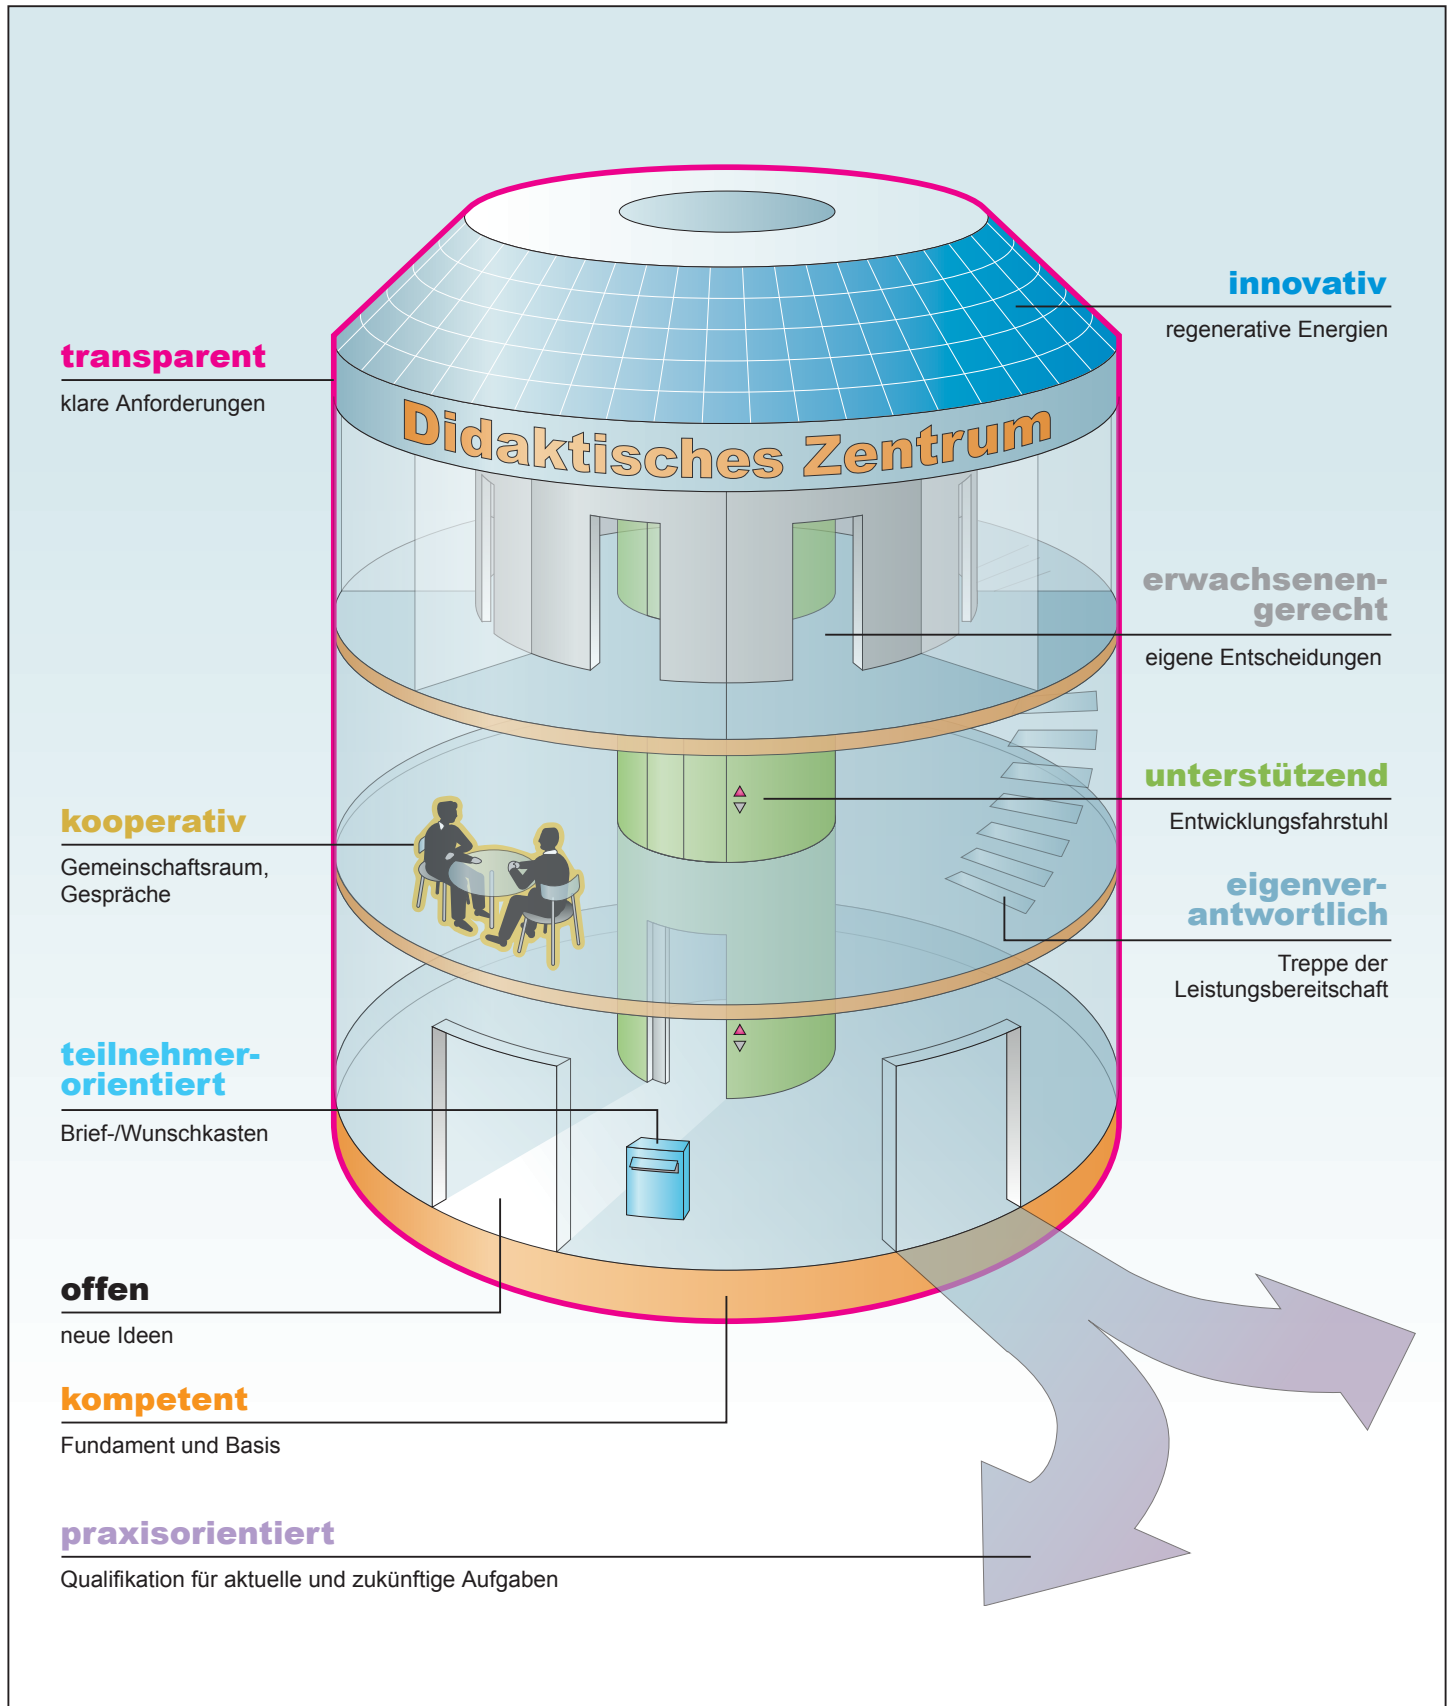 innovativ
regenerative Energien
transparent
klare Anforderungen
Didaktisches Zentrum
erwachsenen-
gerecht
eigene Entscheidungen
unterstützend
Entwicklungsfahrstuhl
kooperativ
Gemeinschaftsraum,
Gespräche
eigenver-
antwortlich
Treppe der
Leistungsbereitschaft
teilnehmer-
orientiert
Brief-/Wunschkasten
offen
neue Ideen
kompetent
Fundament und Basis
praxisorientiert
Qualifikation für aktuelle und zukünftige Aufgaben